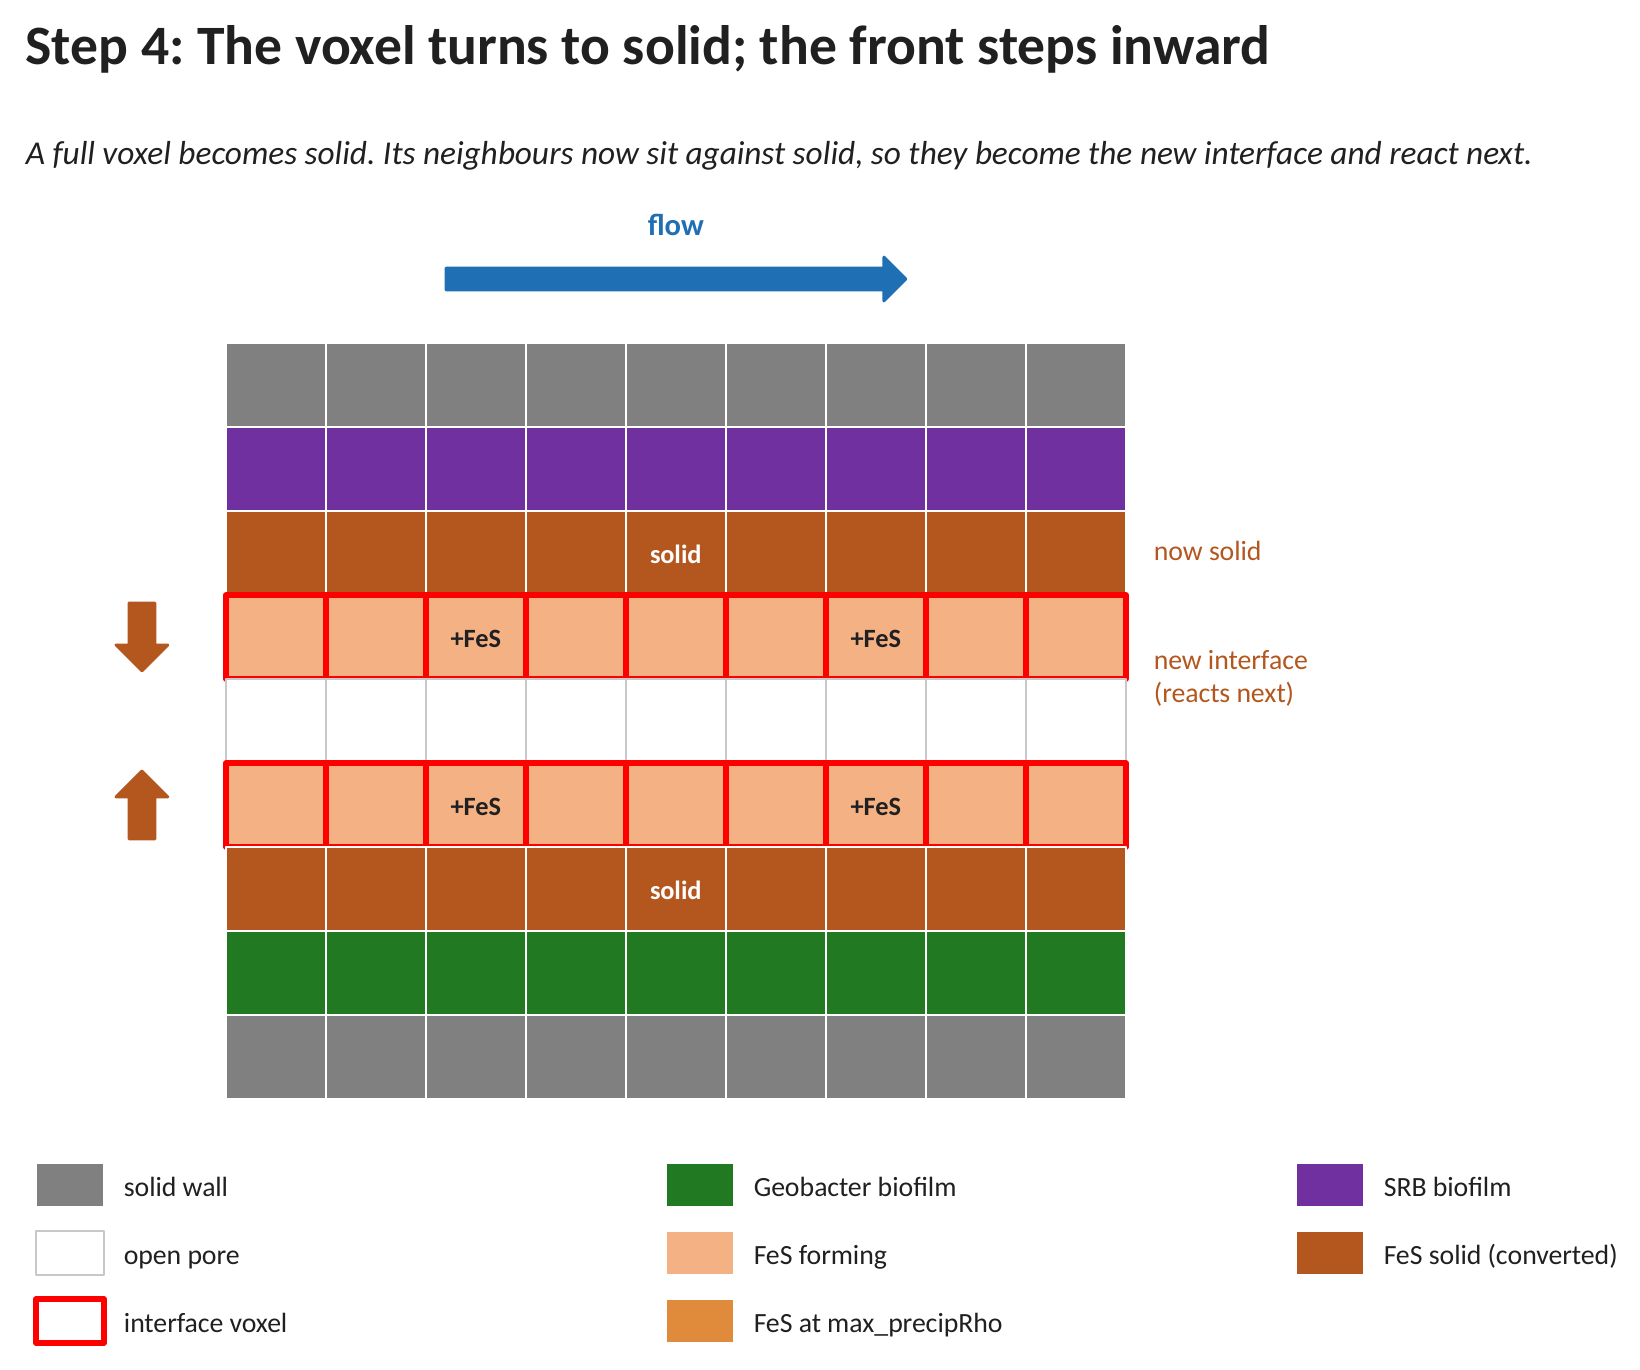 Step 4: The voxel turns to solid; the front steps inward
A full voxel becomes solid. Its neighbours now sit against solid, so they become the new interface and react next.
flow
solid
now solid
+FeS
+FeS
new interface
(reacts next)
+FeS
+FeS
solid
solid wall
Geobacter biofilm
SRB biofilm
open pore
FeS forming
FeS solid (converted)
interface voxel
FeS at max_precipRho